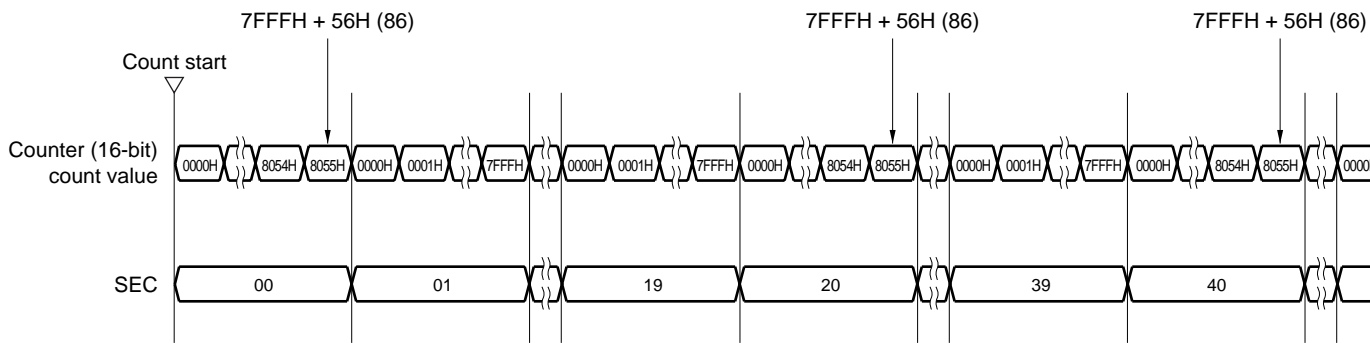 7FFFH + 56H (86) 7FFFH + 56H (86) 7FFFH + 56H (86)
Count start
Counter (16-bit)
count value
0000H 8054H 8055H 0000H 0001H 7FFFH 0000H 0001H 7FFFH 0000H 8054H 8055H 0000H 0001H 7FFFH 0000H 8054H 8055H 0000
SEC 00 01 19 20 39 40